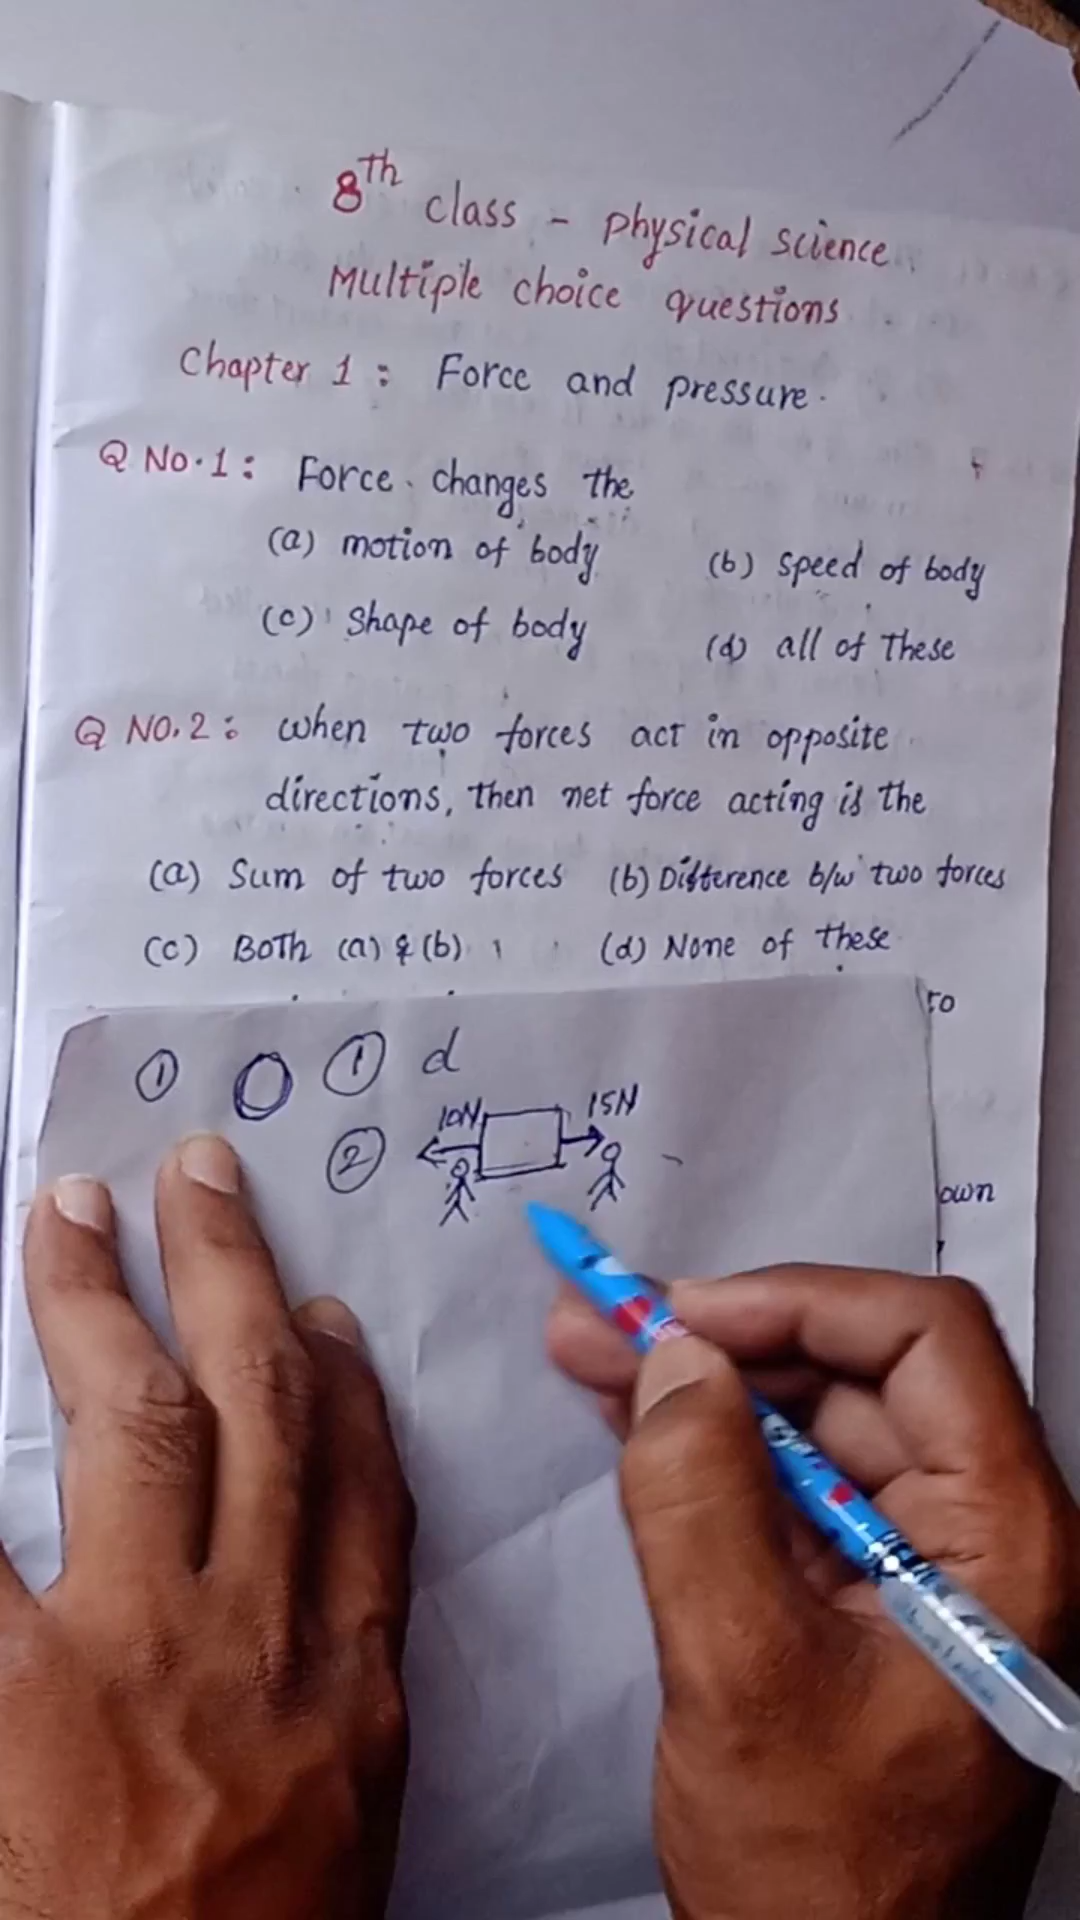 8th class - physical science
Multiple choice questions
Chapter 1 : Force and pressure.
Q No.1 : Force changes the
(a) motion of body (b) speed of body
(c) Shape of body (d) all of These
Q NO.2 : when two forces act in opposite
directions, then net force acting is the
(a) Sum of two forces (b) Difference b/w two forces
(c) Both (a) & (b) (d) None of these
to
① ① d
10N 15N
②
own